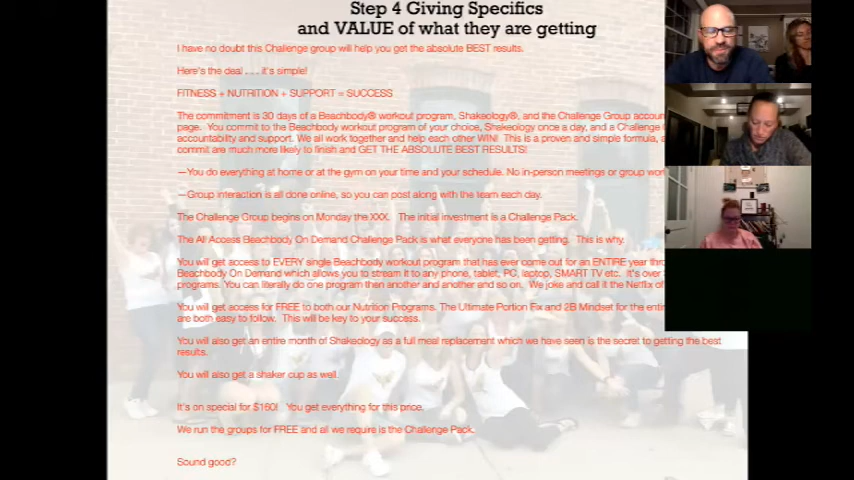 Step 4 Giving Specifics
and VALUE of what they are getting
I have no doubt this Challenge group will help you get the absolute BEST results.
Here's the deal . . . it's simple!
FITNESS + NUTRITION + SUPPORT = SUCCESS
The commitment is 30 days of a Beachbody® workout program, Shakeology®, and the Challenge Group
page. You commit to the Beachbody workout program of your choice, Shakeology once a day, and a Challenge
accountability and support. We all work together and help each other WIN! This is a proven and simple formula,
commit are much more likely to finish and GET THE ABSOLUTE BEST RESULTS!
—You do everything at home or at the gym on your time and your schedule. No in-person meetings or group
—Group interaction is all done online, so you can post along with the team each day.
The Challenge Group begins on Monday the XXX. The initial investment is a Challenge Pack.
The All Access Beachbody On Demand Challenge Pack is what everyone has been getting. This is why.
You will get access to EVERY single Beachbody workout program that has ever come out for an ENTIRE year
Beachbody On Demand which allows you to stream it to any phone, tablet, PC, laptop, SMART TV etc. It's over
programs. You can literally do one program then another and another and so on. We joke and call it the Netflix of
You will get access for FREE to both our Nutrition Programs. The Ultimate Portion Fix and 2B Mindset for the
are both easy to follow. This will be key to your success.
You will also get an entire month of Shakeology as a full meal replacement which we have seen is the secret to getting the best
results.
You will also get a shaker cup as well.
It's on special for $160! You get everything for this price.
We run the groups for FREE and all we require is the Challenge Pack.
Sound good?